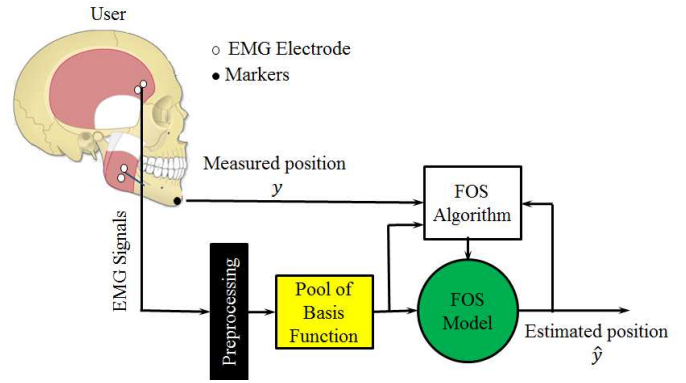 User
EMG Electrode
Markers
Measured position
y
FOS
Algorithm
EMG Signals
Preprocessing
Pool of
Basis
Function
FOS
Model
Estimated position
ŷ